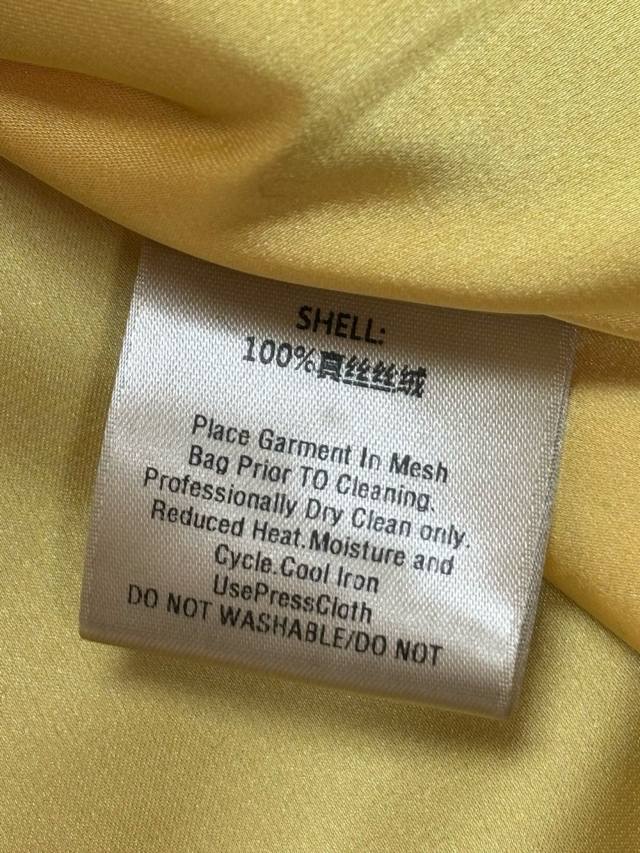 SHELL:
100%真丝丝绒
Place Garment In Mesh
Bag Prior TO Cleaning.
Professionally Dry Clean only.
Reduced Heat.Moisture and
Cycle.Cool Iron
UsePressCloth
DO NOT WASHABLE/DO NOT